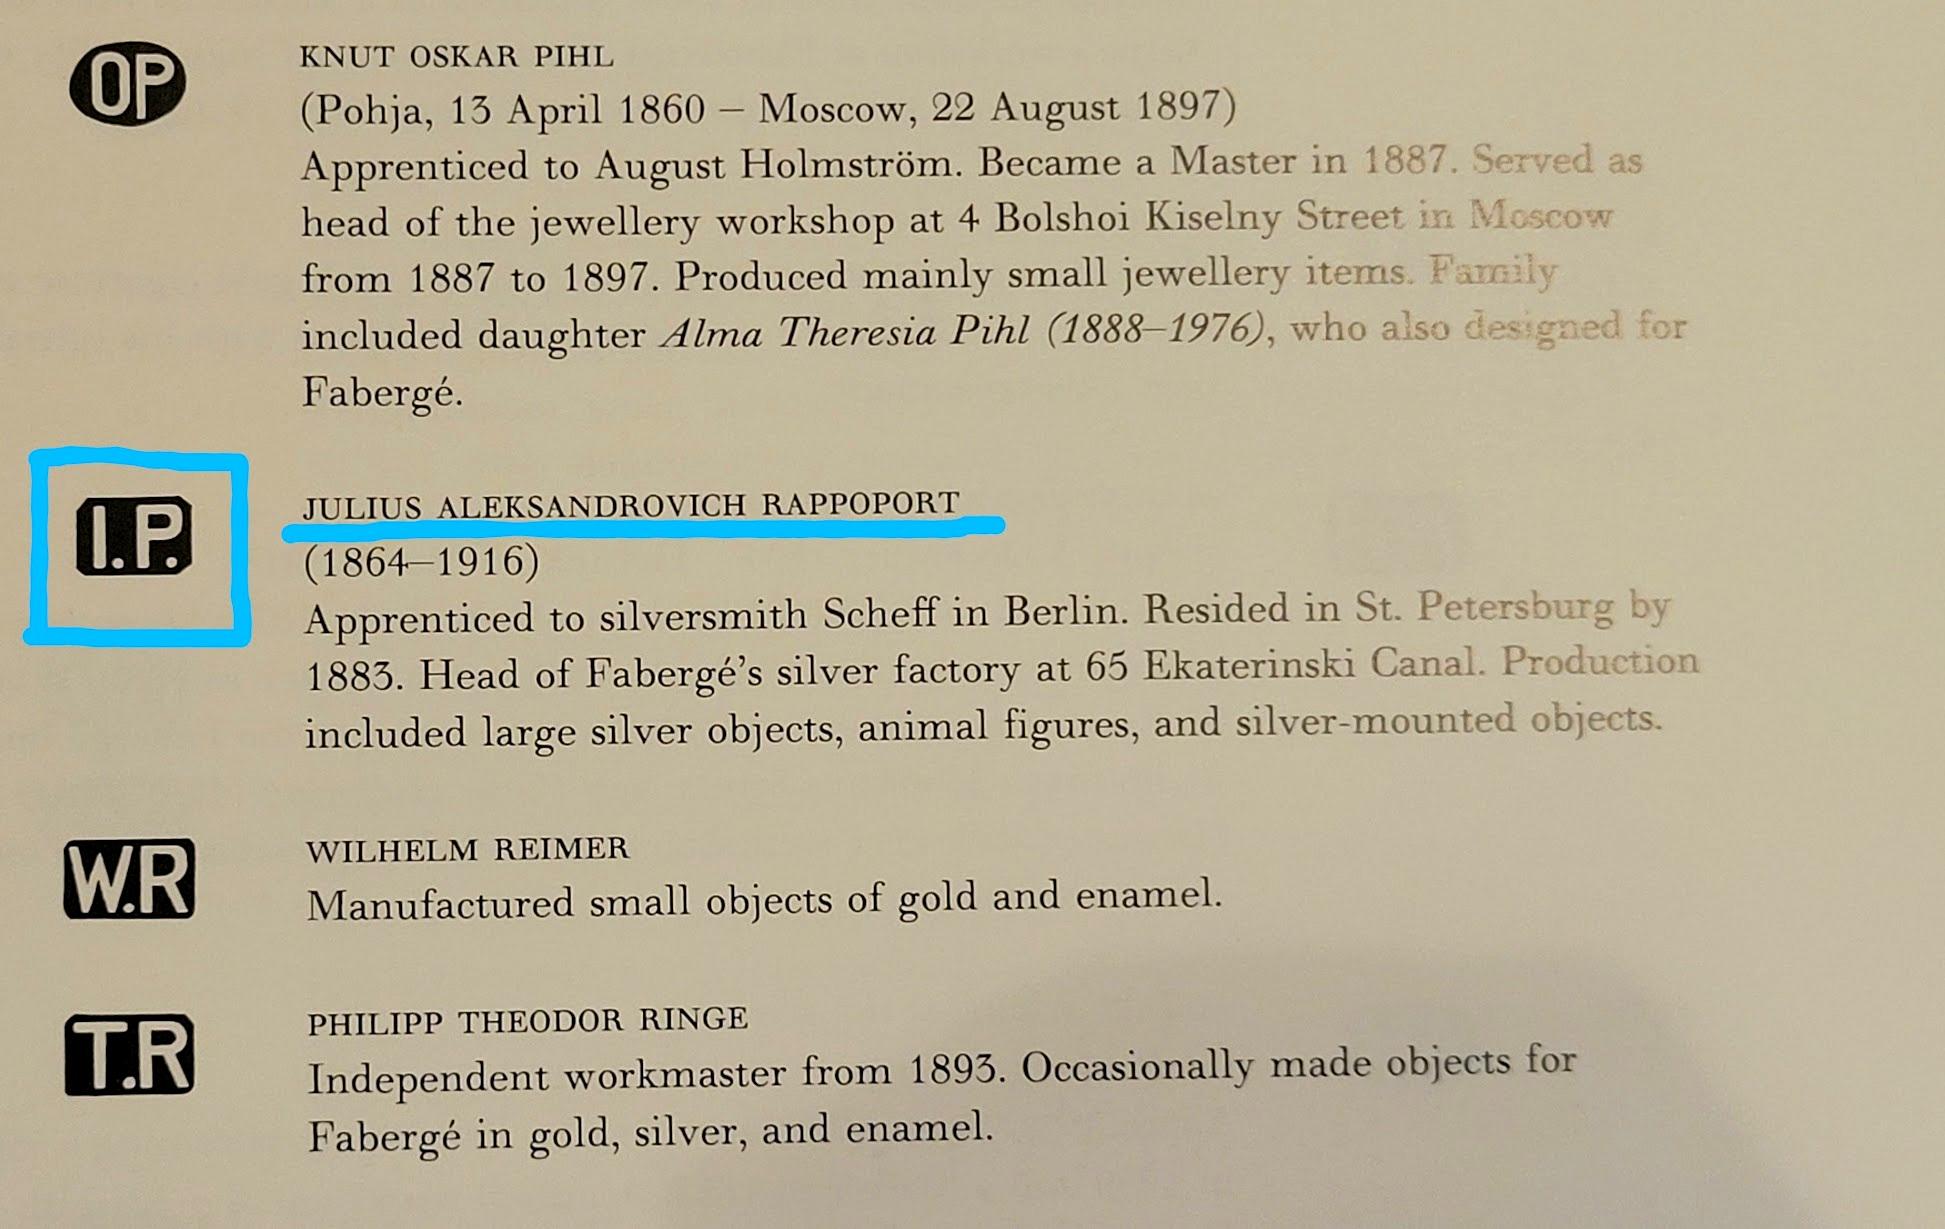 OP
KNUT OSKAR PIHL
(Pohja, 13 April 1860 – Moscow, 22 August 1897)
Apprenticed to August Holmström. Became a Master in 1887. Served as
head of the jewellery workshop at 4 Bolshoi Kiselny Street in Moscow
from 1887 to 1897. Produced mainly small jewellery items. Family
included daughter Alma Theresia Pihl (1888–1976), who also designed for
Fabergé.
I.P.
JULIUS ALEKSANDROVICH RAPPOPORT
(1864–1916)
Apprenticed to silversmith Scheff in Berlin. Resided in St. Petersburg by
1883. Head of Fabergé's silver factory at 65 Ekaterinski Canal. Production
included large silver objects, animal figures, and silver-mounted objects.
W.R
WILHELM REIMER
Manufactured small objects of gold and enamel.
T.R
PHILIPP THEODOR RINGE
Independent workmaster from 1893. Occasionally made objects for
Fabergé in gold, silver, and enamel.